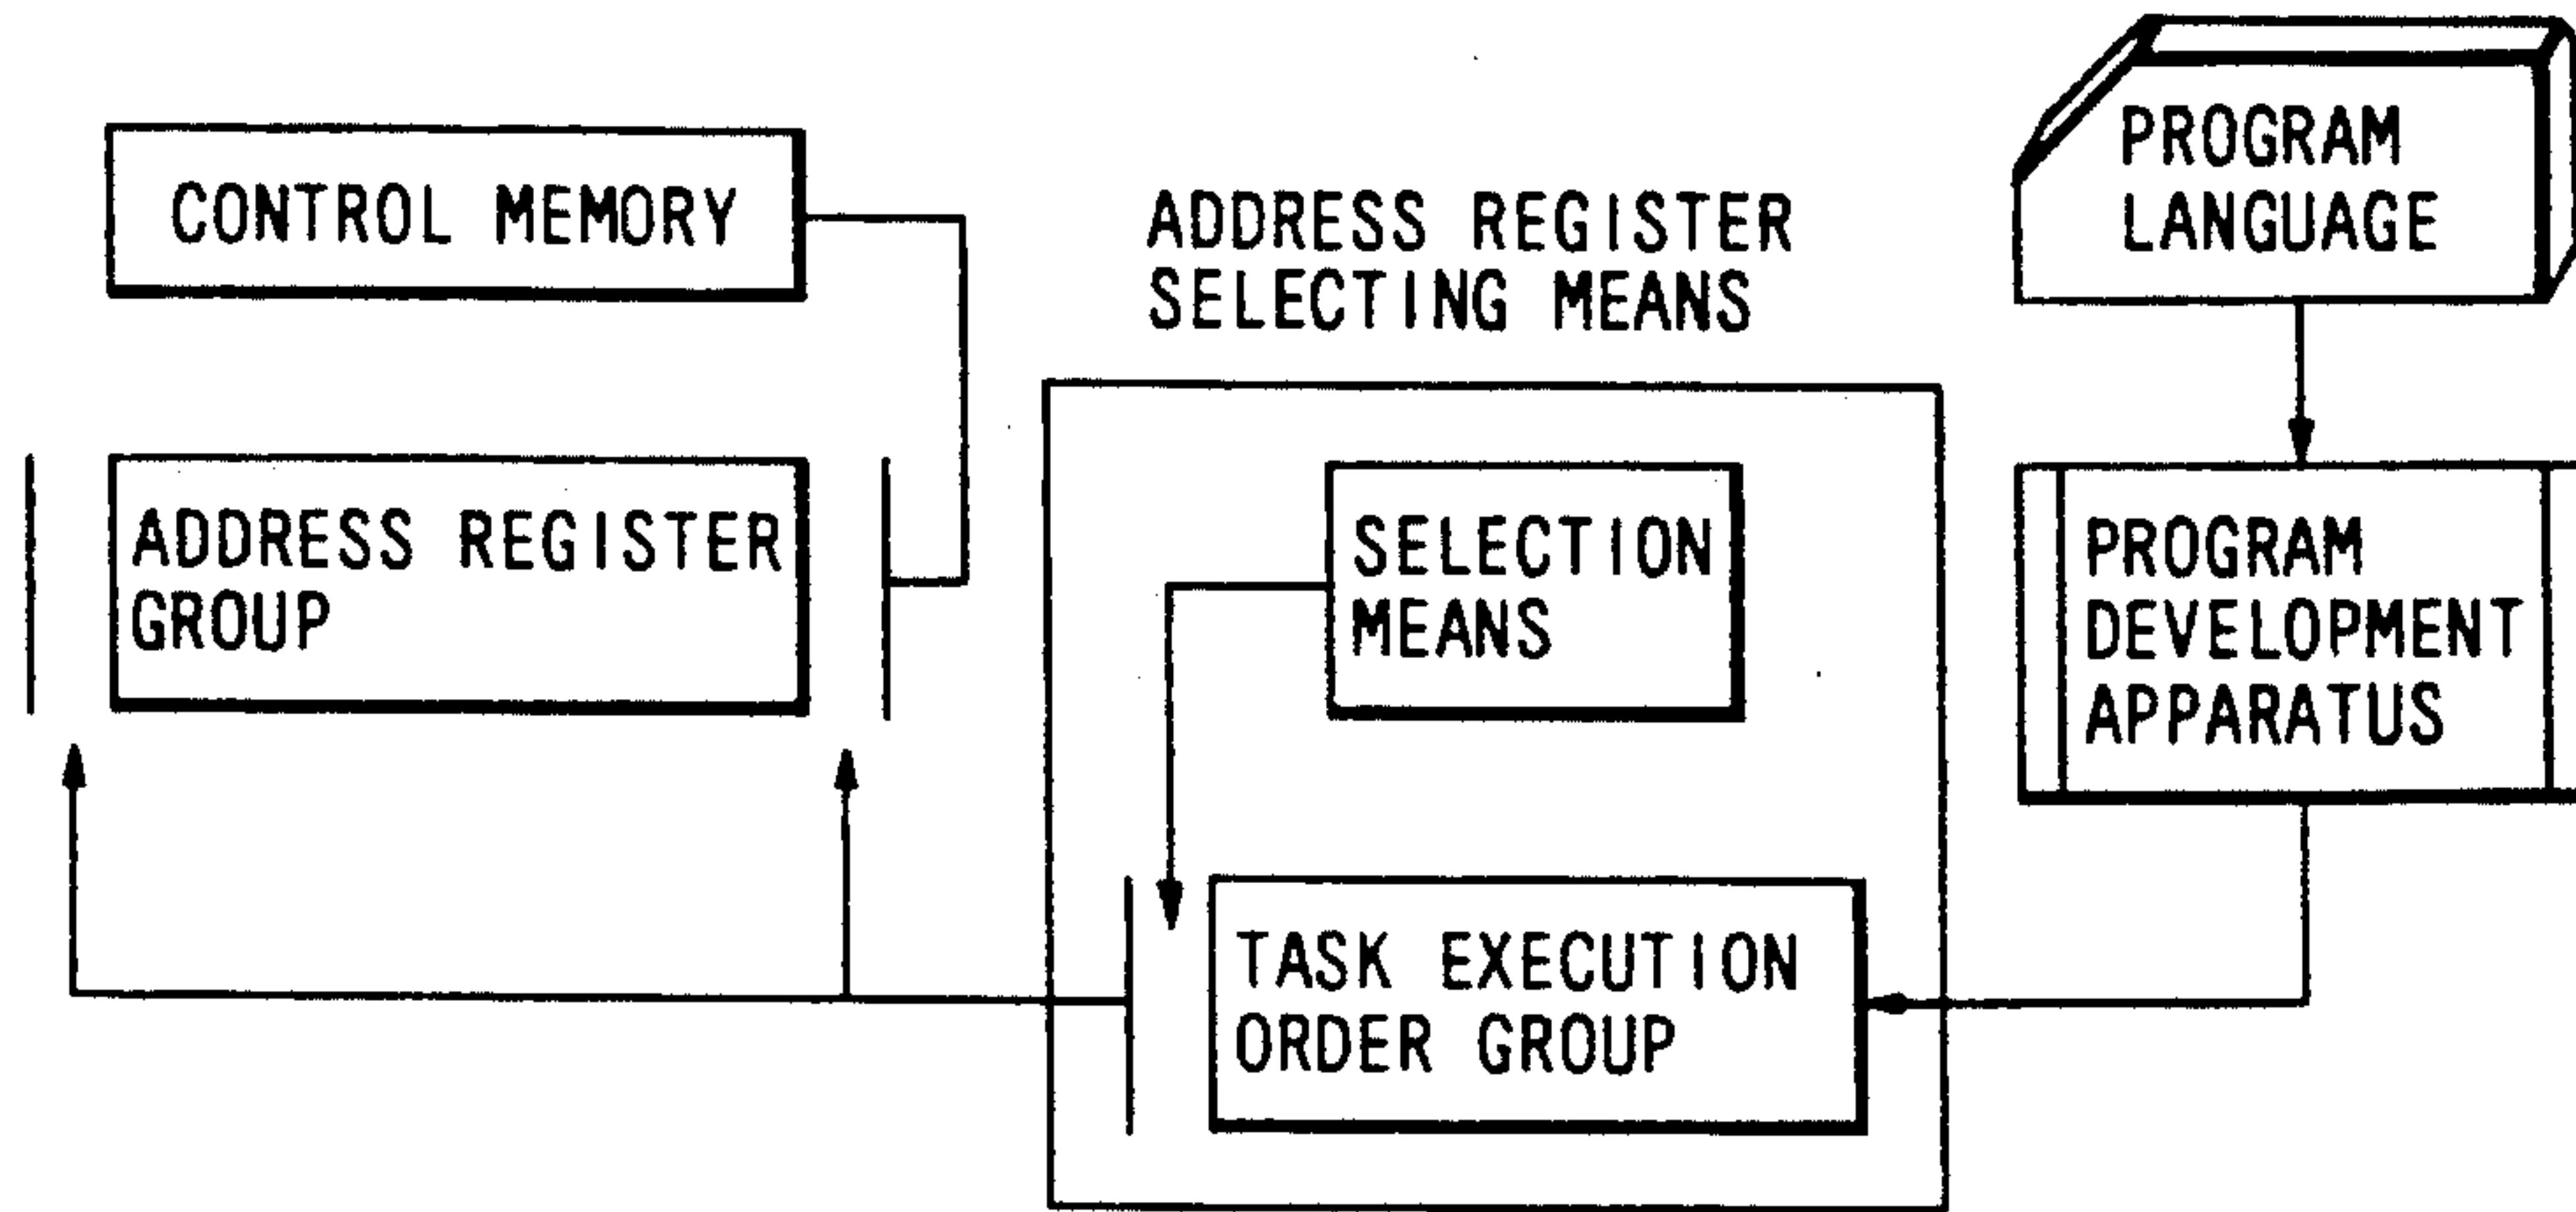 CONTROL MEMORY
ADDRESS REGISTER
GROUP
ADDRESS REGISTER
SELECTING MEANS
SELECTION
MEANS
TASK EXECUTION
ORDER GROUP
PROGRAM
LANGUAGE
PROGRAM
DEVELOPMENT
APPARATUS